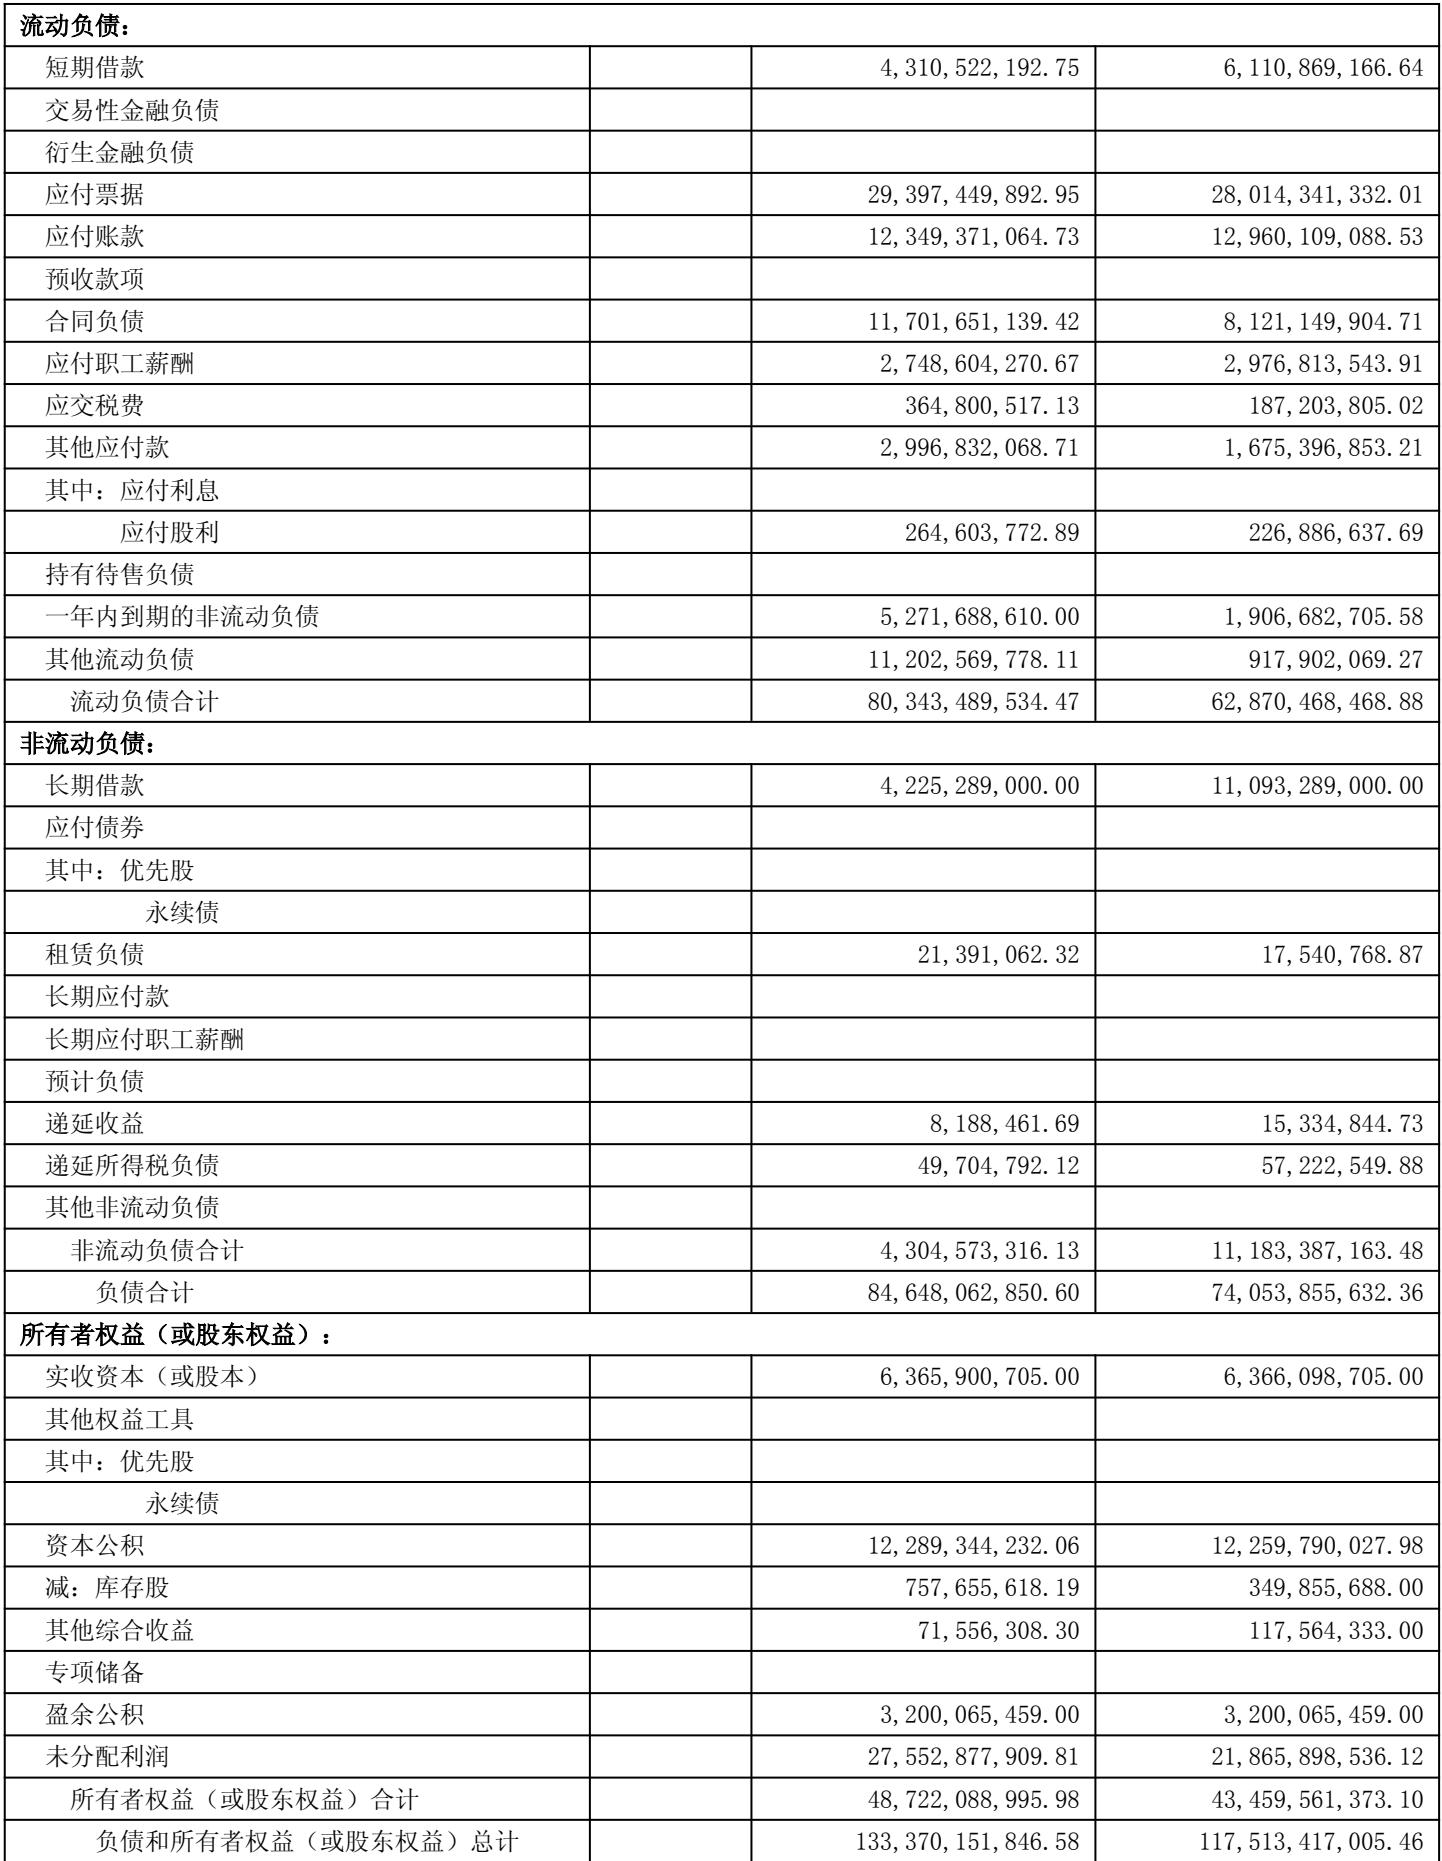 流动负债：
短期借款 4,310,522,192.75 6,110,869,166.64
交易性金融负债
衍生金融负债
应付票据 29,397,449,892.95 28,014,341,332.01
应付账款 12,349,371,064.73 12,960,109,088.53
预收款项
合同负债 11,701,651,139.42 8,121,149,904.71
应付职工薪酬 2,748,604,270.67 2,976,813,543.91
应交税费 364,800,517.13 187,203,805.02
其他应付款 2,996,832,068.71 1,675,396,853.21
其中：应付利息
应付股利 264,603,772.89 226,886,637.69
持有待售负债
一年内到期的非流动负债 5,271,688,610.00 1,906,682,705.58
其他流动负债 11,202,569,778.11 917,902,069.27
流动负债合计 80,343,489,534.47 62,870,468,468.88
非流动负债：
长期借款 4,225,289,000.00 11,093,289,000.00
应付债券
其中：优先股
永续债
租赁负债 21,391,062.32 17,540,768.87
长期应付款
长期应付职工薪酬
预计负债
递延收益 8,188,461.69 15,334,844.73
递延所得税负债 49,704,792.12 57,222,549.88
其他非流动负债
非流动负债合计 4,304,573,316.13 11,183,387,163.48
负债合计 84,648,062,850.60 74,053,855,632.36
所有者权益（或股东权益）：
实收资本（或股本） 6,365,900,705.00 6,366,098,705.00
其他权益工具
其中：优先股
永续债
资本公积 12,289,344,232.06 12,259,790,027.98
减：库存股 757,655,618.19 349,855,688.00
其他综合收益 71,556,308.30 117,564,333.00
专项储备
盈余公积 3,200,065,459.00 3,200,065,459.00
未分配利润 27,552,877,909.81 21,865,898,536.12
所有者权益（或股东权益）合计 48,722,088,995.98 43,459,561,373.10
负债和所有者权益（或股东权益）总计 133,370,151,846.58 117,513,417,005.46